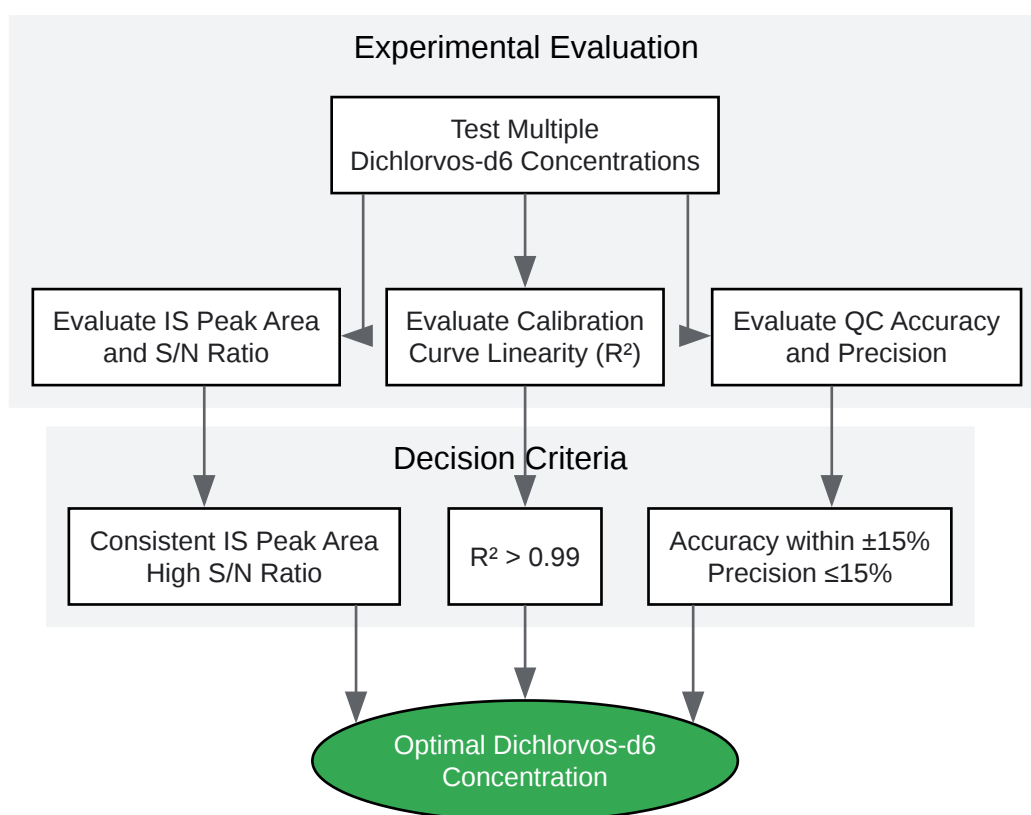 Experimental Evaluation
Test Multiple
Dichlorvos-d6 Concentrations
Evaluate IS Peak Area
and S/N Ratio
Evaluate Calibration
Curve Linearity (R²)
Evaluate QC Accuracy
and Precision
Decision Criteria
Consistent IS Peak Area
High S/N Ratio
R² > 0.99
Accuracy within ±15%
Precision ≤15%
Optimal Dichlorvos-d6
Concentration